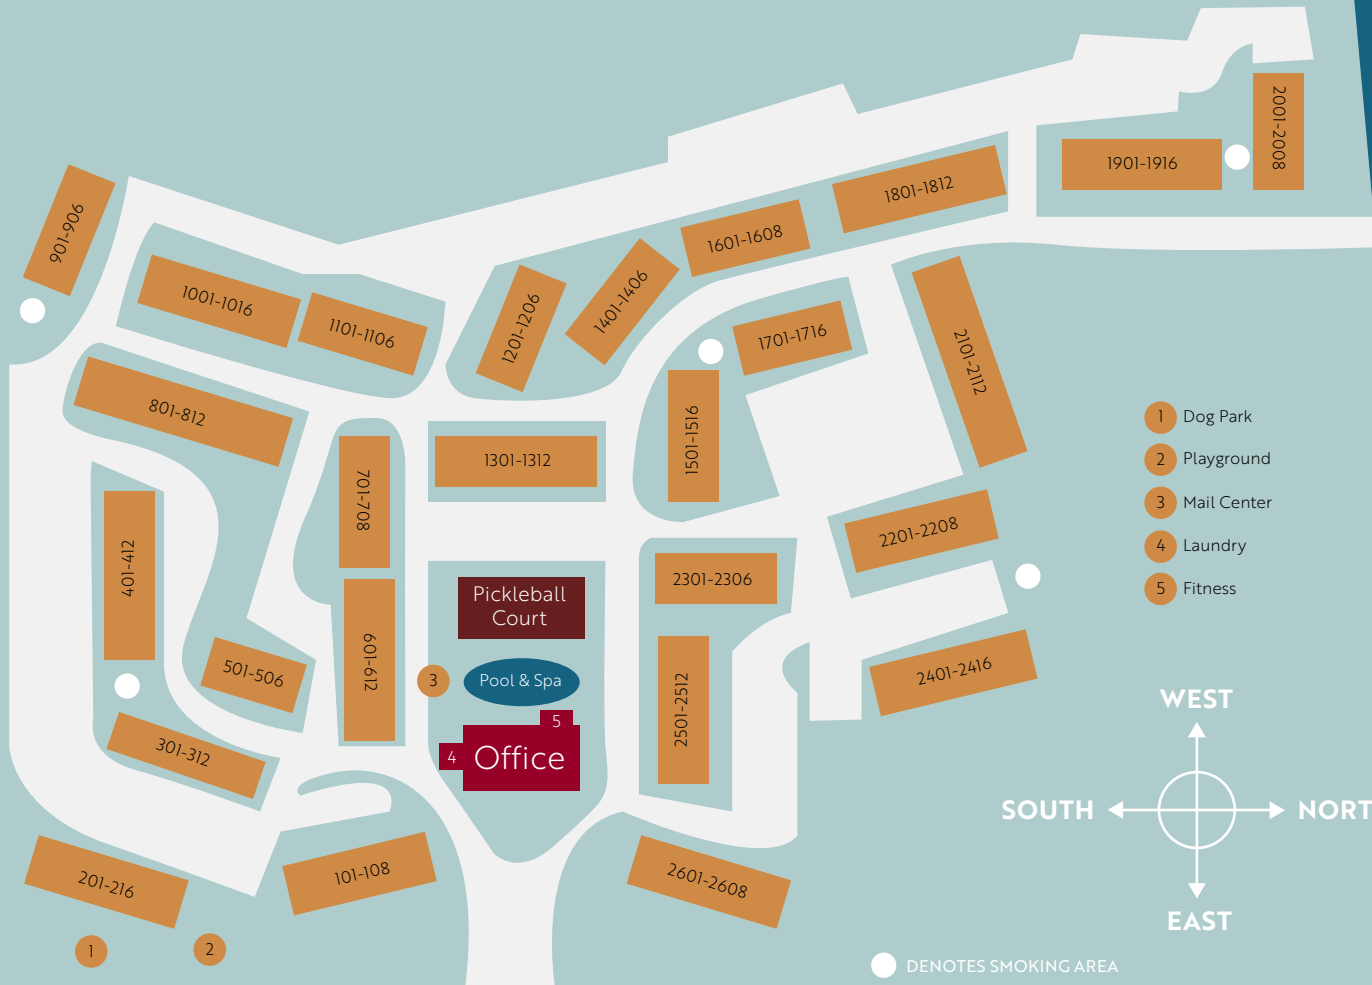 2001-2008
1901-1916
1801-1812
901-906
1601-1608
1001-1016
1101-1106
1201-1206
1401-1406
1701-1716
2101-2112
801-812
1501-1516
1 Dog Park
2 Playground
3 Mail Center
4 Laundry
5 Fitness
1301-1312
701-708
2201-2208
401-412
2301-2306
Pickleball
Court
601-612
501-506
3
Pool & Spa
2401-2416
2501-2512
5
4
Office
301-312
WEST
SOUTH
NORT
EAST
201-216
101-108
2601-2608
1
2
DENOTES SMOKING AREA